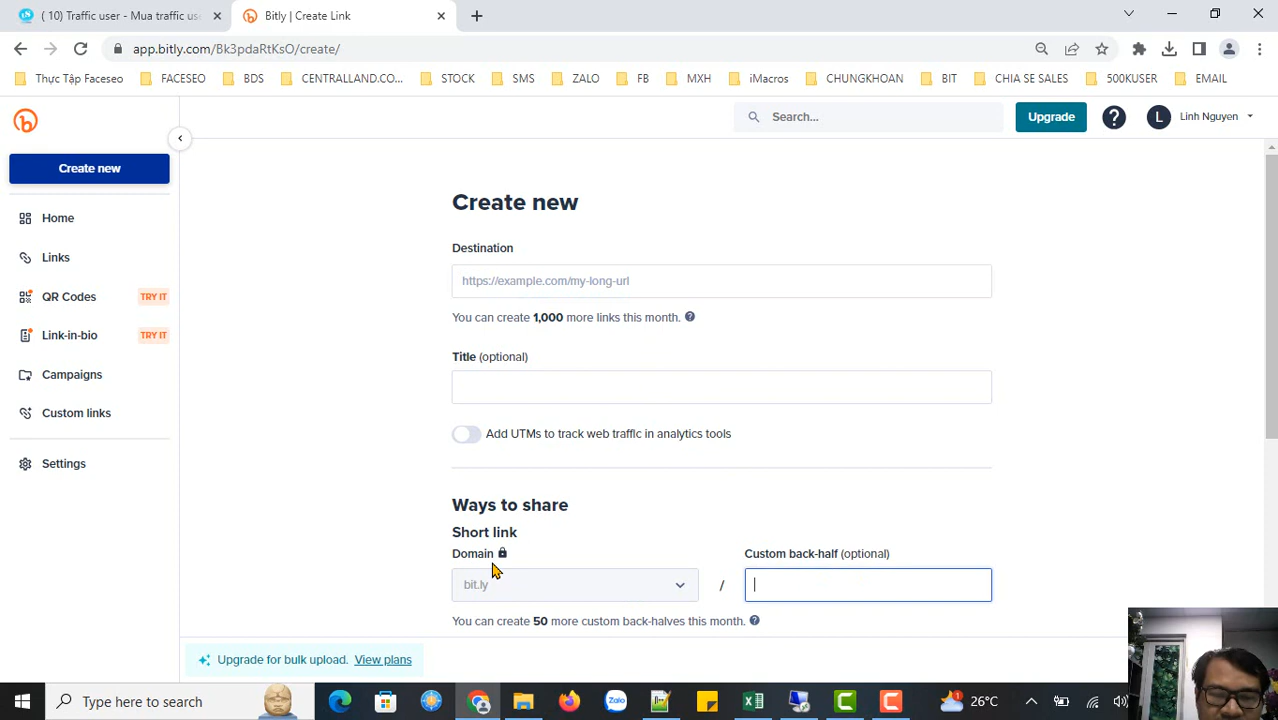 ( 10) Traffic user - Mua traffic use
Bitly | Create Link
app.bitly.com/Bk3pdaRtKsO/create/
Thực Tập Faceseo
FACESEO
BDS
CENTRALLAND.CO...
STOCK
SMS
ZALO
FB
MXH
iMacros
CHUNGKHOAN
BIT
CHIA SE SALES
500KUSER
EMAIL
Search...
Upgrade
L
Linh Nguyen
Create new
Home
Links
QR Codes
TRY IT
Link-in-bio
TRY IT
Campaigns
Custom links
Settings
Create new
Destination
https://example.com/my-long-url
You can create 1,000 more links this month.
Title (optional)
Add UTMs to track web traffic in analytics tools
Ways to share
Short link
Domain
Custom back-half (optional)
bit.ly
/
You can create 50 more custom back-halves this month.
Upgrade for bulk upload. View plans
Type here to search
Zalo
1
26°C